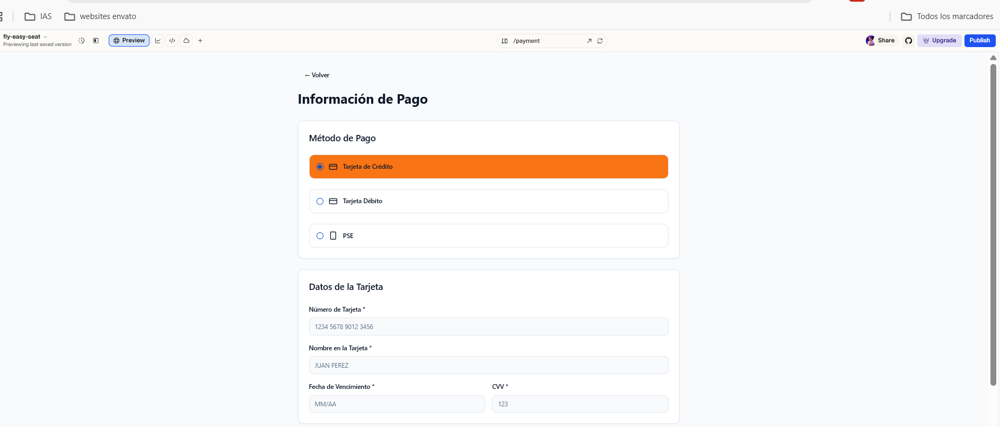 IAS
websites envato
Todos los marcadores
fly-easy-seat
Previewing last saved version
Preview
/payment
Share
Upgrade
Publish
← Volver
Información de Pago
Método de Pago
Tarjeta de Crédito
Tarjeta Débito
PSE
Datos de la Tarjeta
Número de Tarjeta *
1234 5678 9012 3456
Nombre en la Tarjeta *
JUAN PEREZ
Fecha de Vencimiento *
CVV *
MM/AA
123